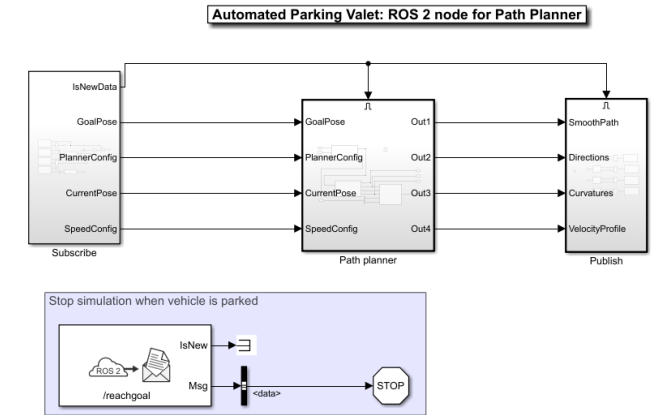 Automated Parking Valet: ROS 2 node for Path Planner
IsNewData
GoalPose
PlannerConfig
CurrentPose
SpeedConfig
Subscribe
GoalPose
PlannerConfig
CurrentPose
SpeedConfig
Out1
Out2
Out3
Out4
Path planner
SmoothPath
Directions
Curvatures
VelocityProfile
Publish
Stop simulation when vehicle is parked
ROS 2
/reachgoal
IsNew
Msg
<data>
STOP